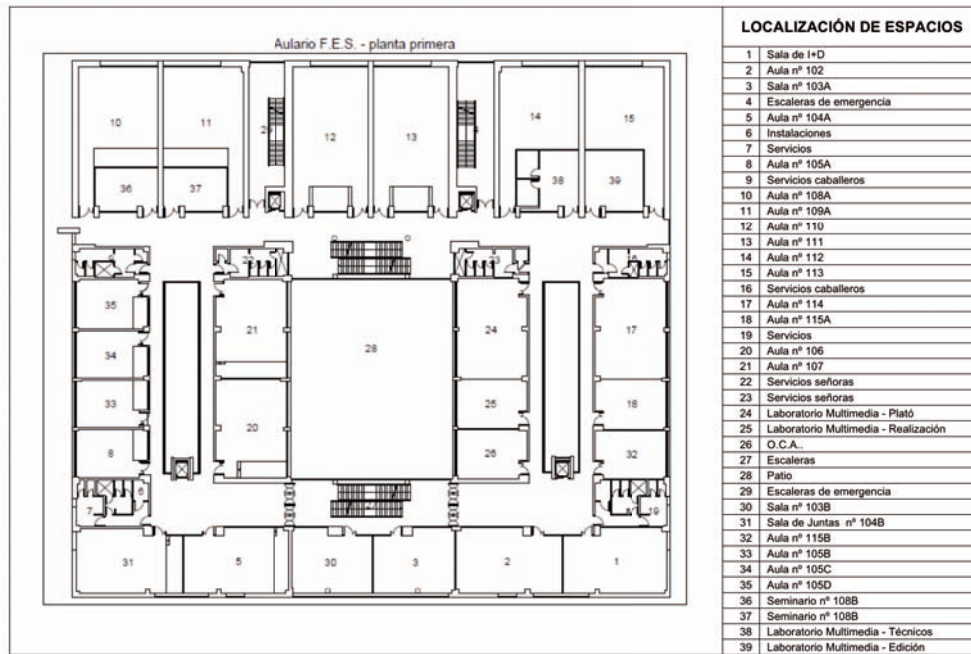 Aulario F.E.S. - planta primera
10
11
29
12
13
4
14
15
36
37
38
39
9
22
23
16
35
21
24
17
34
28
33
25
18
20
8
26
32
6
7
27
19
31
5
30
3
2
1
LOCALIZACIÓN DE ESPACIOS
1 Sala de I+D
2 Aula nº 102
3 Sala nº 103A
4 Escaleras de emergencia
5 Aula nº 104A
6 Instalaciones
7 Servicios
8 Aula nº 105A
9 Servicios caballeros
10 Aula nº 108A
11 Aula nº 109A
12 Aula nº 110
13 Aula nº 111
14 Aula nº 112
15 Aula nº 113
16 Servicios caballeros
17 Aula nº 114
18 Aula nº 115A
19 Servicios
20 Aula nº 106
21 Aula nº 107
22 Servicios señoras
23 Servicios señoras
24 Laboratorio Multimedia - Plató
25 Laboratorio Multimedia - Realización
26 O.C.A..
27 Escaleras
28 Patio
29 Escaleras de emergencia
30 Sala nº 103B
31 Sala de Juntas nº 104B
32 Aula nº 115B
33 Aula nº 105B
34 Aula nº 105C
35 Aula nº 105D
36 Seminario nº 108B
37 Seminario nº 108B
38 Laboratorio Multimedia - Técnicos
39 Laboratorio Multimedia - Edición